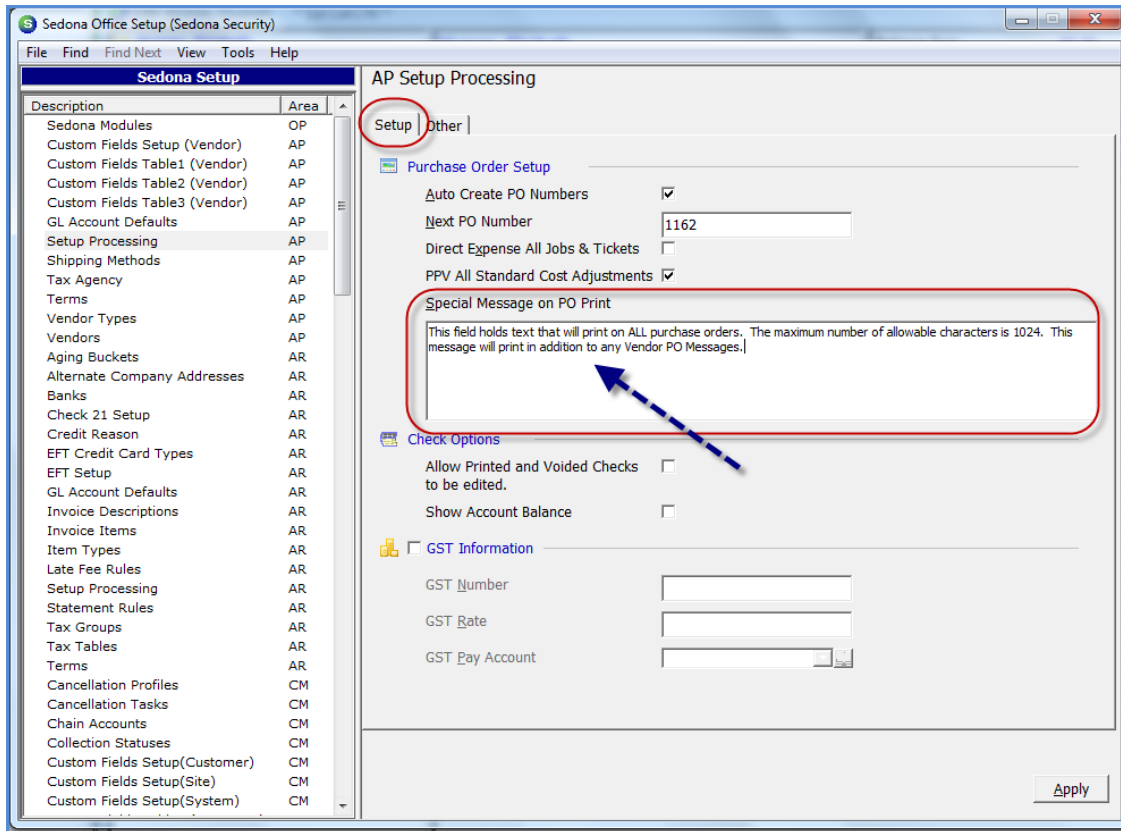 Sedona Office Setup (Sedona Security)
File Find Find Next View Tools Help
Sedona Setup
Description Area
Sedona Modules OP
Custom Fields Setup (Vendor) AP
Custom Fields Table1 (Vendor) AP
Custom Fields Table2 (Vendor) AP
Custom Fields Table3 (Vendor) AP
GL Account Defaults AP
Setup Processing AP
Shipping Methods AP
Tax Agency AP
Terms AP
Vendor Types AP
Vendors AP
Aging Buckets AR
Alternate Company Addresses AR
Banks AR
Check 21 Setup AR
Credit Reason AR
EFT Credit Card Types AR
EFT Setup AR
GL Account Defaults AR
Invoice Descriptions AR
Invoice Items AR
Item Types AR
Late Fee Rules AR
Setup Processing AR
Statement Rules AR
Tax Groups AR
Tax Tables AR
Terms AR
Cancellation Profiles CM
Cancellation Tasks CM
Chain Accounts CM
Collection Statuses CM
Custom Fields Setup(Customer) CM
Custom Fields Setup(Site) CM
Custom Fields Setup(System) CM
AP Setup Processing
Setup Other
Purchase Order Setup
Auto Create PO Numbers
Next PO Number 1162
Direct Expense All Jobs & Tickets
PPV All Standard Cost Adjustments
Special Message on PO Print
This field holds text that will print on ALL purchase orders. The maximum number of allowable characters is 1024. This
message will print in addition to any Vendor PO Messages.
Check Options
Allow Printed and Voided Checks
to be edited.
Show Account Balance
GST Information
GST Number
GST Rate
GST Pay Account
Apply